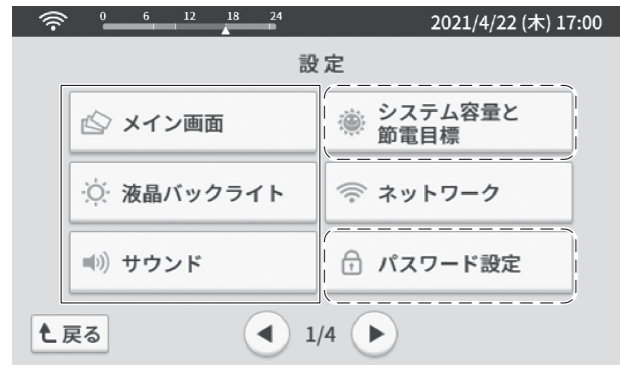 0 6 12 18 24
2021/4/22 (木) 17:00
設定
メイン画面
システム容量と
節電目標
液晶バックライト
ネットワーク
サウンド
パスワード設定
戻る
1/4